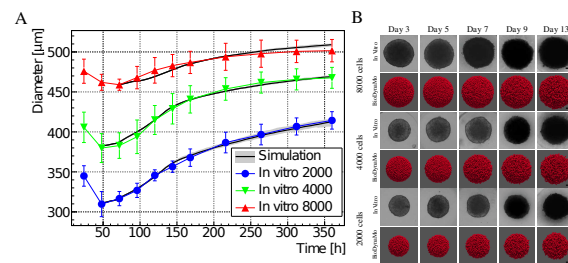 A
Diameter [μm]
500
450
400
350
300
Simulation
In vitro 2000
In vitro 4000
In vitro 8000
0 50 100 150 200 250 300 350
Time [h]
B
Day 3 Day 5 Day 7 Day 9 Day 13
8000 cells
In Vitro
BioDynaMo
4000 cells
In Vitro
BioDynaMo
2000 cells
In Vitro
BioDynaMo